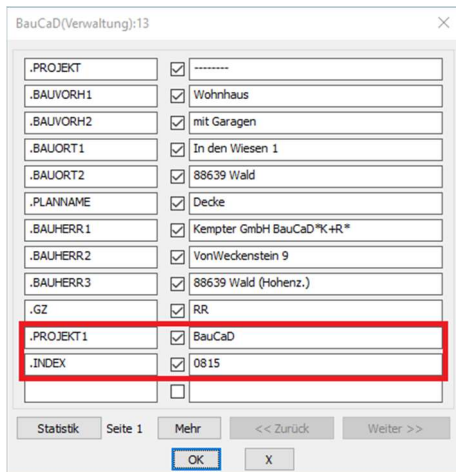 BauCaD(Verwaltung):13
.PROJEKT --------
.BAUVORH1 Wohnhaus
.BAUVORH2 mit Garagen
.BAUORT1 In den Wiesen 1
.BAUORT2 88639 Wald
.PLANNAME Decke
.BAUHERR1 Kempter GmbH BauCaD*K+R*
.BAUHERR2 VonWeckenstein 9
.BAUHERR3 88639 Wald (Hohenz.)
.GZ RR
.PROJEKT1 BauCaD
.INDEX 0815
Statistik Seite 1 Mehr << Zurück Weiter >>
OK X